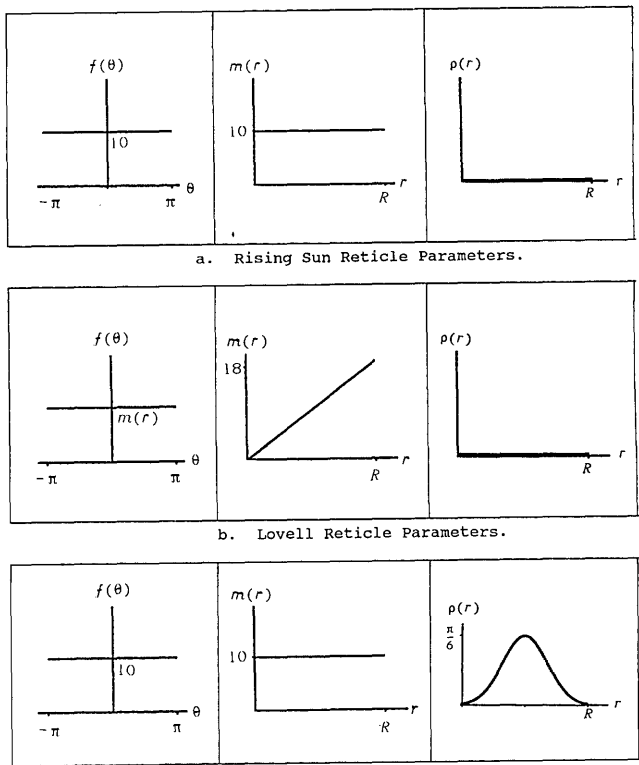 f(θ)
10
-π
π
θ
m(r)
10
R
r
ρ(r)
R
r
a. Rising Sun Reticle Parameters.
f(θ)
m(r)
-π
π
θ
m(r)
18
R
r
ρ(r)
R
r
b. Lovell Reticle Parameters.
f(θ)
10
-π
π
θ
m(r)
10
R
r
ρ(r)
π
6
R
r